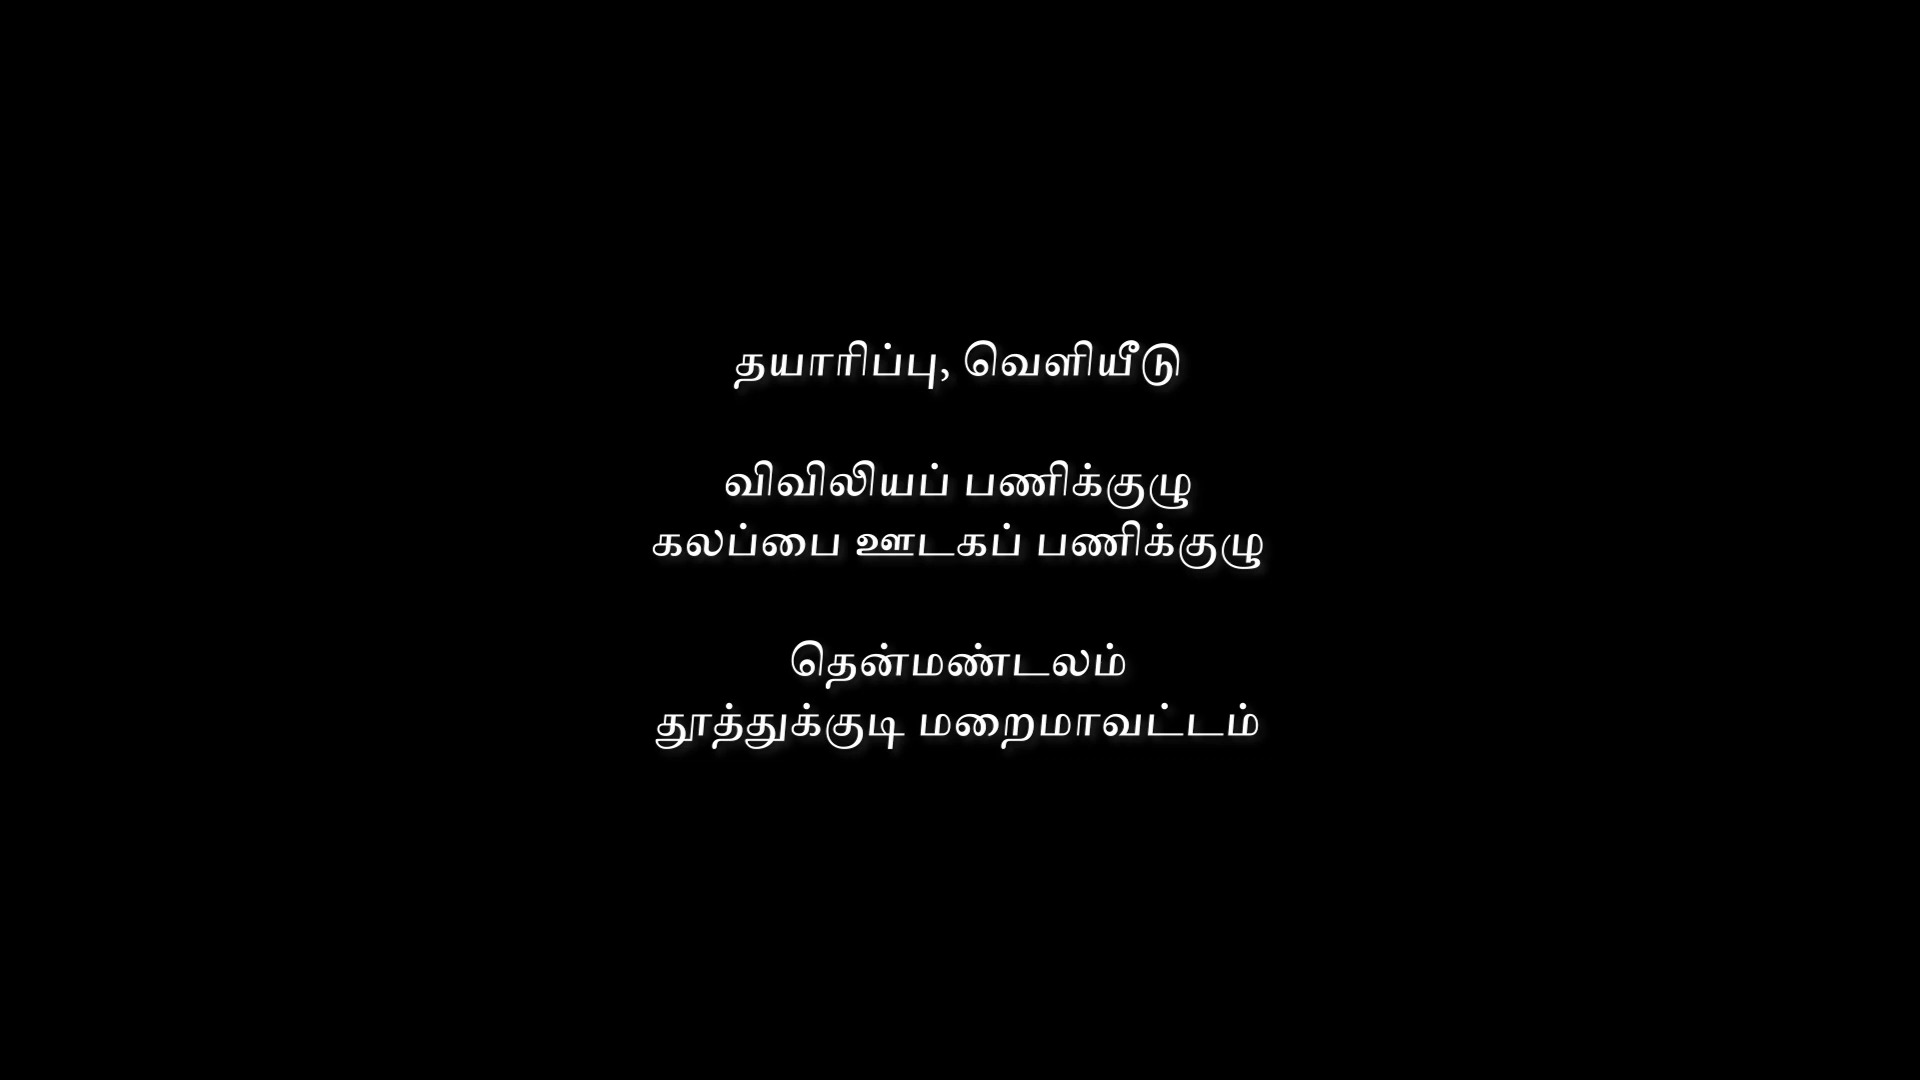 தயாரிப்பு, வெளியீடு
விவிலியப் பணிக்குழு
கலப்பை ஊடகப் பணிக்குழு
தென்மண்டலம்
தூத்துக்குடி மறைமாவட்டம்